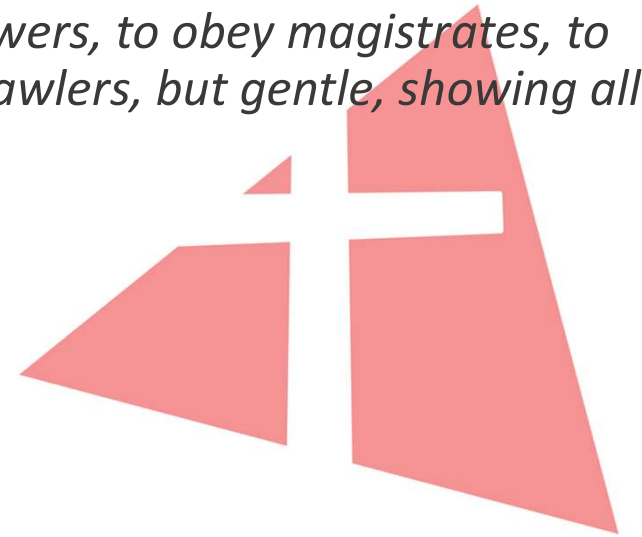 wers, to obey magistrates, to
awlers, but gentle, showing all